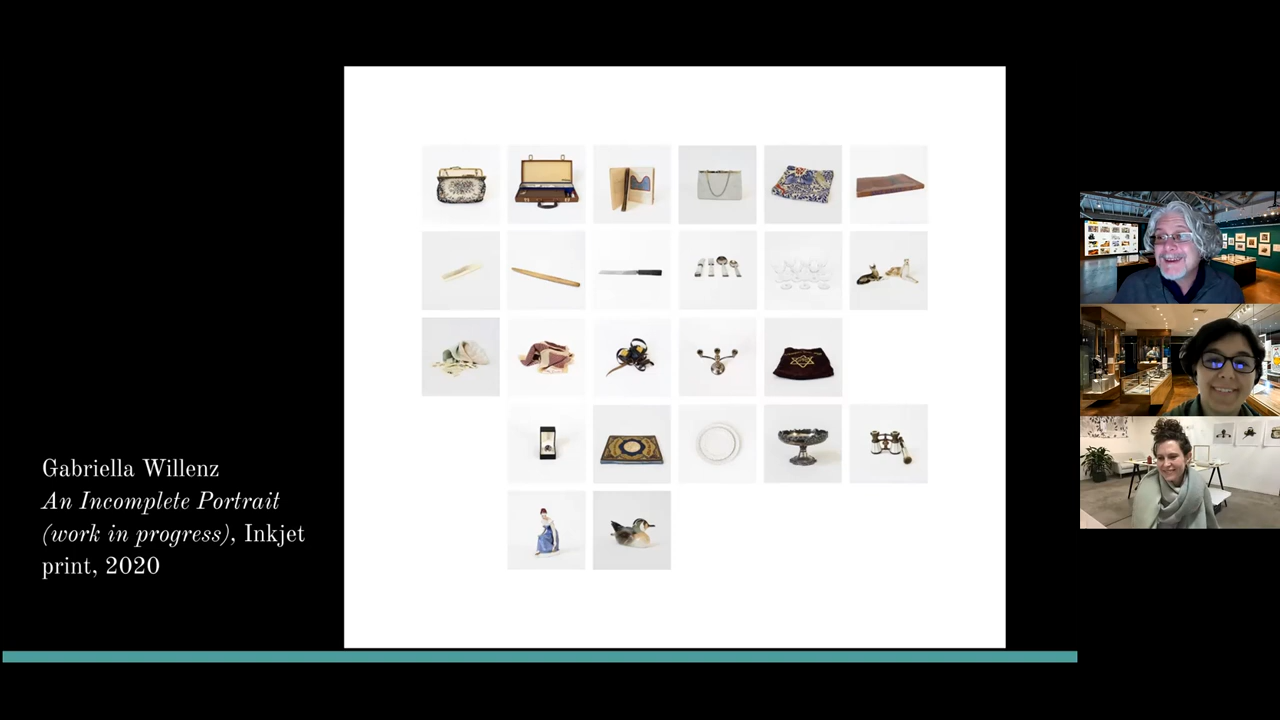 Gabriella Willenz
An Incomplete Portrait
(work in progress), Inkjet
print, 2020